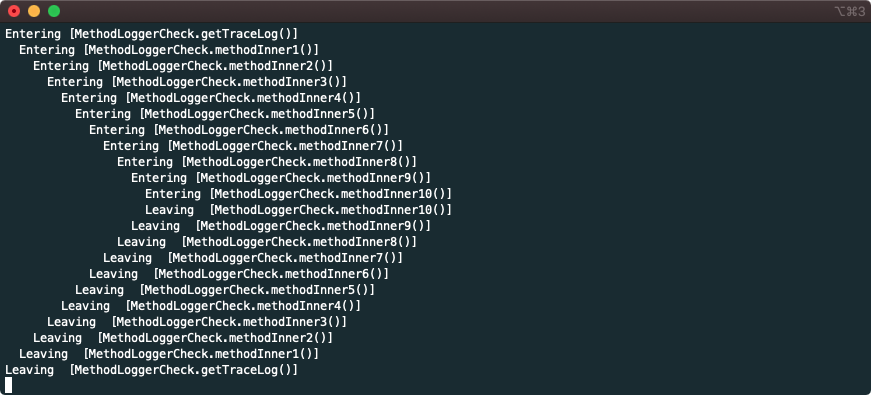 ⌥⌘3
Entering [MethodLoggerCheck.getTraceLog()]
  Entering [MethodLoggerCheck.methodInner1()]
    Entering [MethodLoggerCheck.methodInner2()]
      Entering [MethodLoggerCheck.methodInner3()]
        Entering [MethodLoggerCheck.methodInner4()]
          Entering [MethodLoggerCheck.methodInner5()]
            Entering [MethodLoggerCheck.methodInner6()]
              Entering [MethodLoggerCheck.methodInner7()]
                Entering [MethodLoggerCheck.methodInner8()]
                  Entering [MethodLoggerCheck.methodInner9()]
                    Entering [MethodLoggerCheck.methodInner10()]
                    Leaving  [MethodLoggerCheck.methodInner10()]
                  Leaving  [MethodLoggerCheck.methodInner9()]
                Leaving  [MethodLoggerCheck.methodInner8()]
              Leaving  [MethodLoggerCheck.methodInner7()]
            Leaving  [MethodLoggerCheck.methodInner6()]
          Leaving  [MethodLoggerCheck.methodInner5()]
        Leaving  [MethodLoggerCheck.methodInner4()]
      Leaving  [MethodLoggerCheck.methodInner3()]
    Leaving  [MethodLoggerCheck.methodInner2()]
  Leaving  [MethodLoggerCheck.methodInner1()]
Leaving  [MethodLoggerCheck.getTraceLog()]